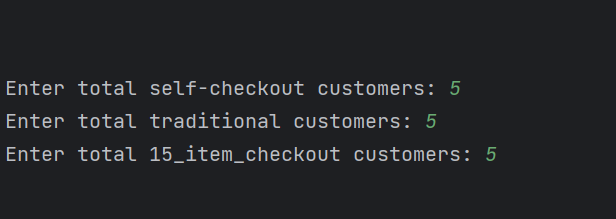 Enter total self-checkout customers: 5
Enter total traditional customers: 5
Enter total 15_item_checkout customers: 5